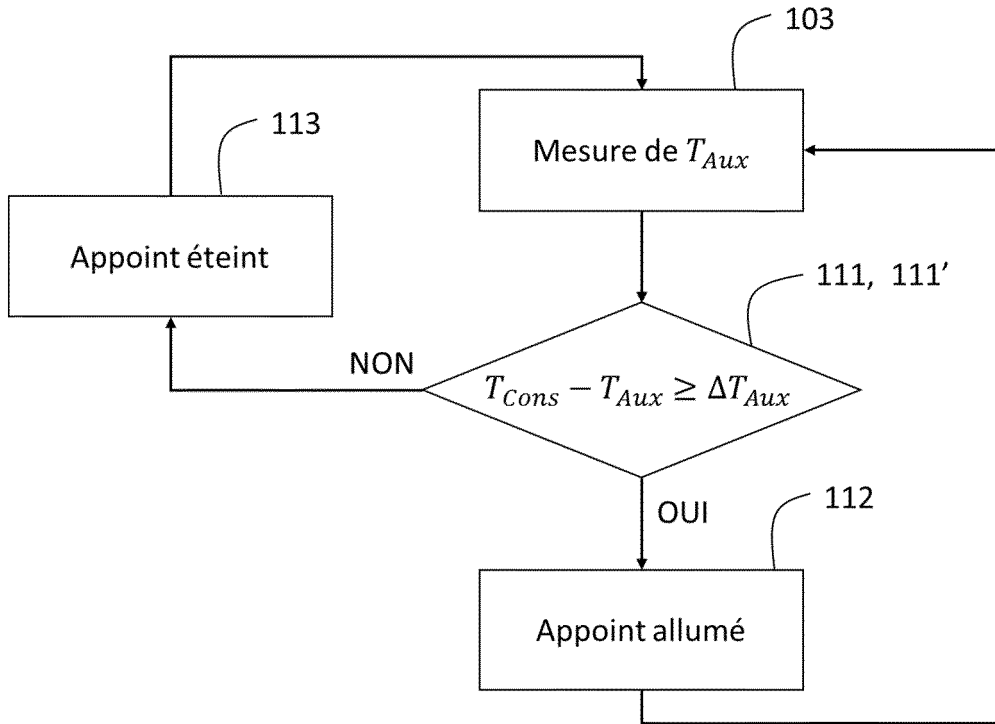 103
Mesure de T_Aux
113
Appoint éteint
111, 111'
NON
T_Cons − T_Aux ≥ ΔT_Aux
OUI
112
Appoint allumé